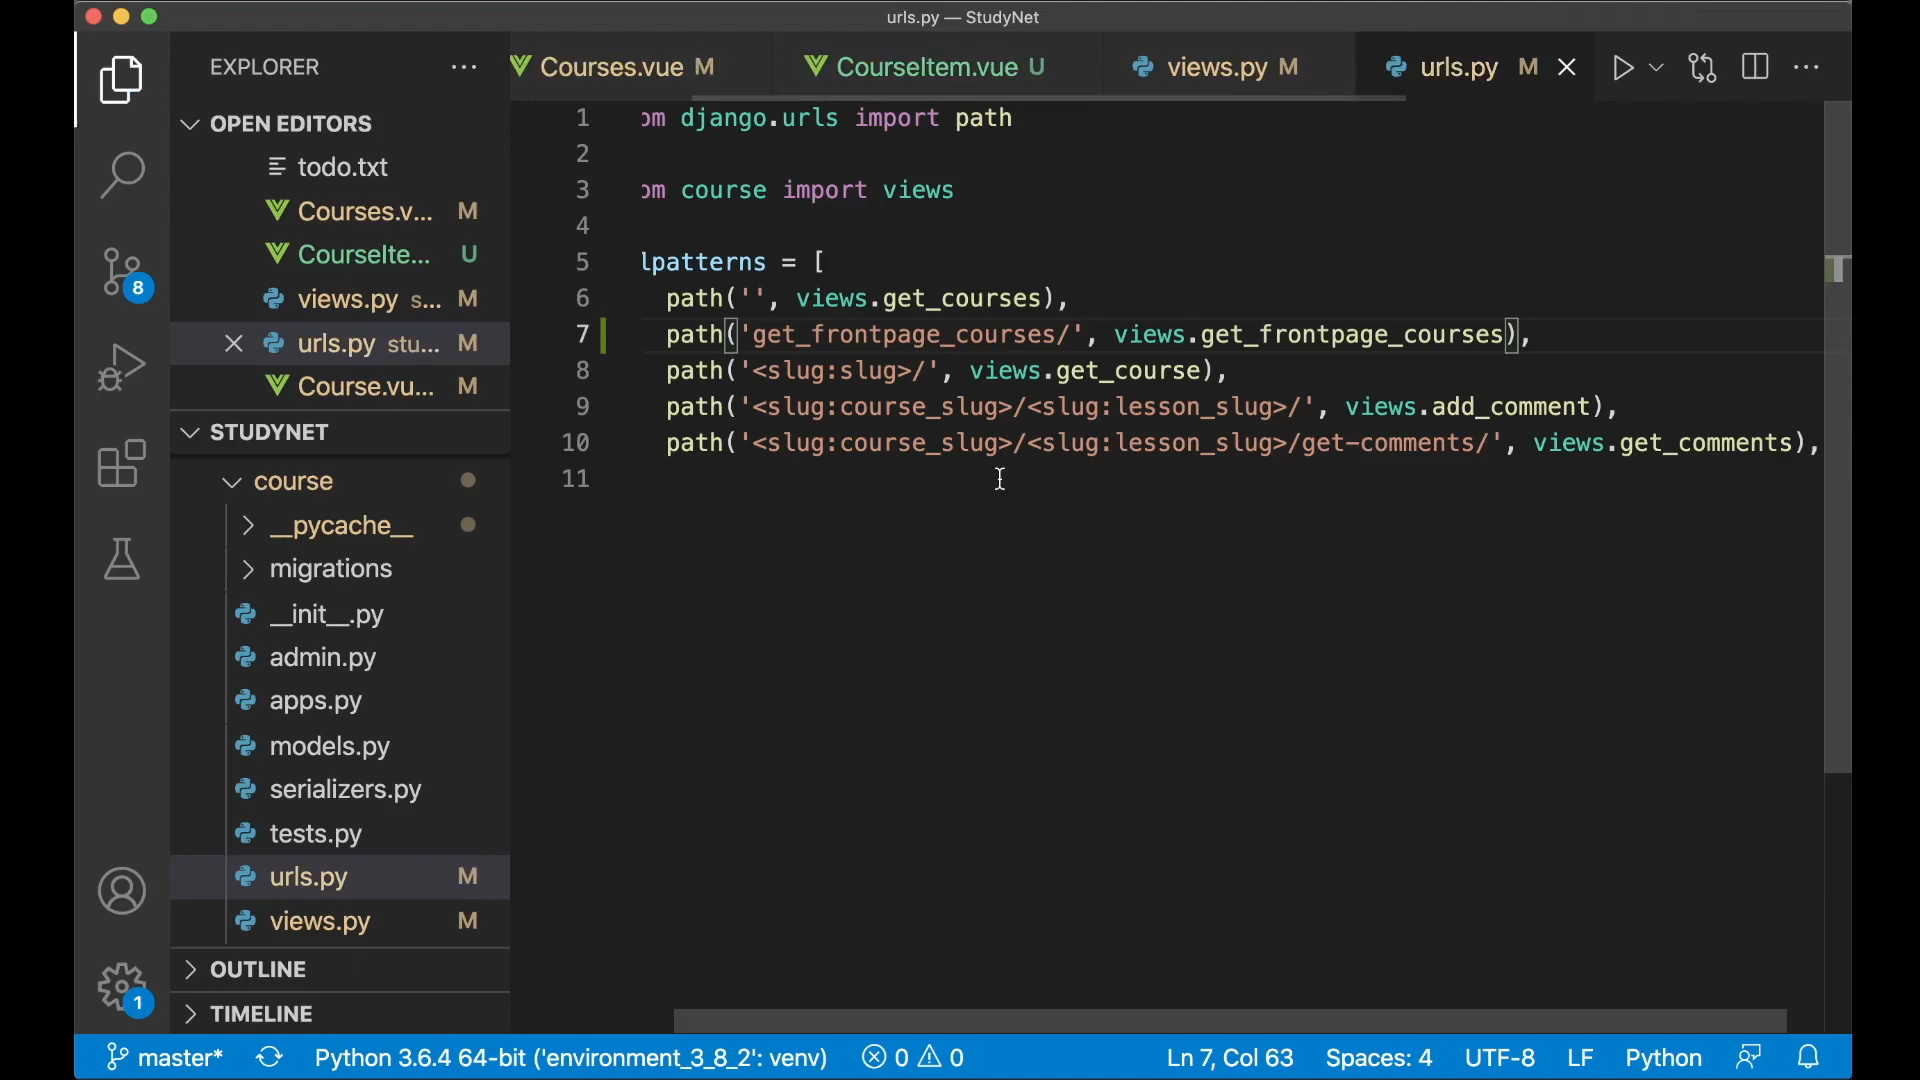 urls.py — StudyNet
EXPLORER
Courses.vue M
CourseItem.vue U
views.py M
urls.py M
OPEN EDITORS
todo.txt
Courses.v... M
CourseIte... U
views.py s... M
urls.py stu... M
Course.vu... M
STUDYNET
course
__pycache__
migrations
__init__.py
admin.py
apps.py
models.py
serializers.py
tests.py
urls.py M
views.py M
OUTLINE
TIMELINE
8
1
1 om django.urls import path
2
3 om course import views
4
5 lpatterns = [
6 path('', views.get_courses),
7 path('get_frontpage_courses/', views.get_frontpage_courses),
8 path('<slug:slug>/', views.get_course),
9 path('<slug:course_slug>/<slug:lesson_slug>/', views.add_comment),
10 path('<slug:course_slug>/<slug:lesson_slug>/get-comments/', views.get_comments),
11
master* Python 3.6.4 64-bit ('environment_3_8_2': venv) 0 0 Ln 7, Col 63 Spaces: 4 UTF-8 LF Python